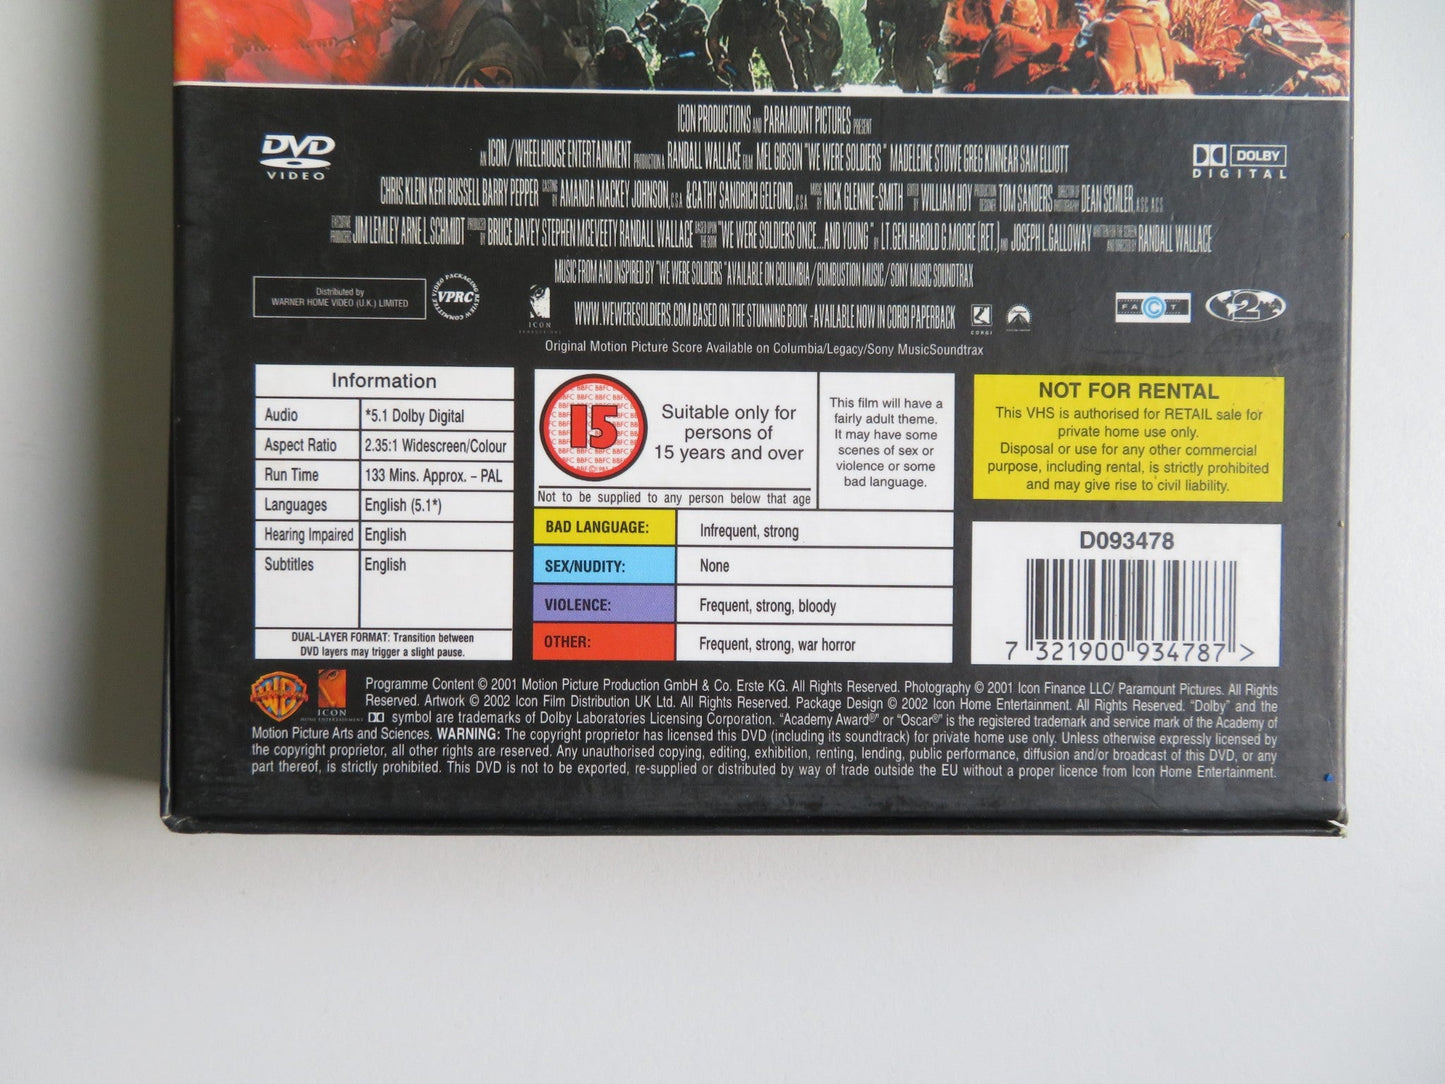 ICON PRODUCTIONS AND PARAMOUNT PICTURES PRESENT
DVD
VIDEO
AN ICON/WHEELHOUSE ENTERTAINMENT PRODUCTION A RANDALL WALLACE FILM MEL GIBSON "WE WERE SOLDIERS" MADELEINE STOWE GREG KINNEAR SAM ELLIOTT
DOLBY
DIGITAL
CHRIS KLEIN KERI RUSSELL BARRY PEPPER CASTING BY AMANDA MACKEY JOHNSON, C.S.A. & CATHY SANDRICH GELFOND, C.S.A. MUSIC BY NICK GLENNIE-SMITH EDITED BY WILLIAM HOY PRODUCTION DESIGNER TOM SANDERS DIRECTOR OF PHOTOGRAPHY DEAN SEMLER, A.S.C. A.C.S.
EXECUTIVE PRODUCERS JIM LEMLEY ARNE L. SCHMIDT PRODUCED BY BRUCE DAVEY STEPHEN MCEVEETY RANDALL WALLACE BASED UPON THE BOOK "WE WERE SOLDIERS ONCE...AND YOUNG" BY LT. GEN. HAROLD G. MOORE (RET.) AND JOSEPH L. GALLOWAY WRITTEN FOR THE SCREEN AND DIRECTED BY RANDALL WALLACE
MUSIC FROM AND INSPIRED BY "WE WERE SOLDIERS" AVAILABLE ON COLUMBIA/COMBUSTION MUSIC/SONY MUSIC SOUNDTRAX
Distributed by
WARNER HOME VIDEO (U.K.) LIMITED
VIDEO PACKAGING REVIEW COMMITTEE
VPRC
ICON
WWW.WEWERESOLDIERS.COM BASED ON THE STUNNING BOOK - AVAILABLE NOW IN CORGI PAPERBACK
CORGI
FACT
2
Original Motion Picture Score Available on Columbia/Legacy/Sony MusicSoundtrax
Information
Audio *5.1 Dolby Digital
Aspect Ratio 2.35:1 Widescreen/Colour
Run Time 133 Mins. Approx. – PAL
Languages English (5.1*)
Hearing Impaired English
Subtitles English
DUAL-LAYER FORMAT: Transition between
DVD layers may trigger a slight pause.
15
Suitable only for
persons of
15 years and over
Not to be supplied to any person below that age
This film will have a
fairly adult theme.
It may have some
scenes of sex or
violence or some
bad language.
BAD LANGUAGE: Infrequent, strong
SEX/NUDITY: None
VIOLENCE: Frequent, strong, bloody
OTHER: Frequent, strong, war horror
NOT FOR RENTAL
This VHS is authorised for RETAIL sale for
private home use only.
Disposal or use for any other commercial
purpose, including rental, is strictly prohibited
and may give rise to civil liability.
D093478
7 321900 934787 >
WB
ICON
HOME ENTERTAINMENT
Programme Content © 2001 Motion Picture Production GmbH & Co. Erste KG. All Rights Reserved. Photography © 2001 Icon Finance LLC/ Paramount Pictures. All Rights
Reserved. Artwork © 2002 Icon Film Distribution UK Ltd. All Rights Reserved. Package Design © 2002 Icon Home Entertainment. All Rights Reserved. "Dolby" and the
symbol are trademarks of Dolby Laboratories Licensing Corporation. "Academy Award®" or "Oscar®" is the registered trademark and service mark of the Academy of
Motion Picture Arts and Sciences. WARNING: The copyright proprietor has licensed this DVD (including its soundtrack) for private home use only. Unless otherwise expressly licensed by
the copyright proprietor, all other rights are reserved. Any unauthorised copying, editing, exhibition, renting, lending, public performance, diffusion and/or broadcast of this DVD, or any
part thereof, is strictly prohibited. This DVD is not to be exported, re-supplied or distributed by way of trade outside the EU without a proper licence from Icon Home Entertainment.